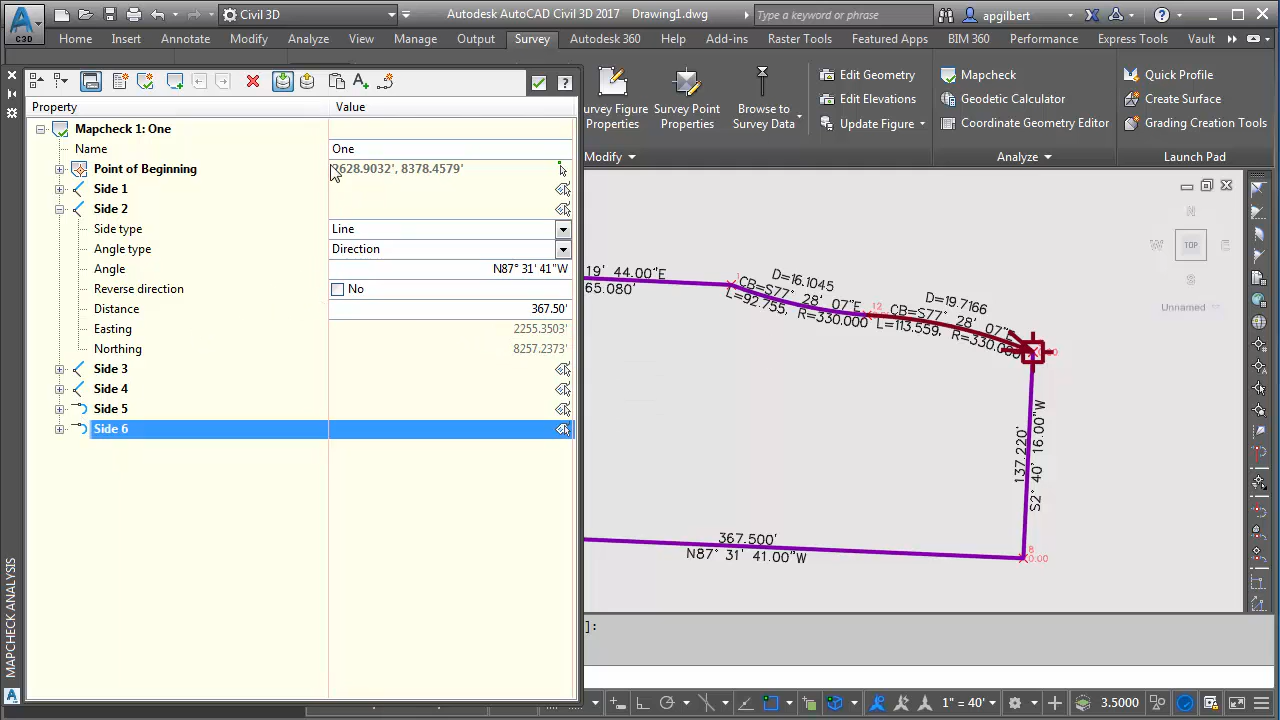 Civil 3D
Autodesk AutoCAD Civil 3D 2017 Drawing1.dwg
Type a keyword or phrase
apgilbert
C3D
Home Insert Annotate Modify Analyze View Manage Output Survey Autodesk 360 Help Add-ins Raster Tools Featured Apps BIM 360 Performance Express Tools Vault
urvey Figure Properties
Survey Point Properties
Browse to Survey Data
Edit Geometry
Edit Elevations
Update Figure
Mapcheck
Geodetic Calculator
Coordinate Geometry Editor
Quick Profile
Create Surface
Grading Creation Tools
Modify
Analyze
Launch Pad
Property Value
Mapcheck 1: One
Name One
Point of Beginning 628.9032', 8378.4579'
Side 1
Side 2
Side type Line
Angle type Direction
Angle N87° 31' 41"W
Reverse direction No
Distance 367.50'
Easting 2255.3503'
Northing 8257.2373'
Side 3
Side 4
Side 5
Side 6
MAPCHECK ANALYSIS
N
W TOP E
S
Unnamed
19' 44.00"E
65.080'
D=16.1045
CB=S77° 28' 07"E
L=92.755, R=330.000
12
D=19.7166
CB=S77° 28' 07"E
L=113.559, R=330.000
137.220'
S2° 40' 16.00"W
8
0.00
367.500'
N87° 31' 41.00"W
]:
1" = 40'
3.5000